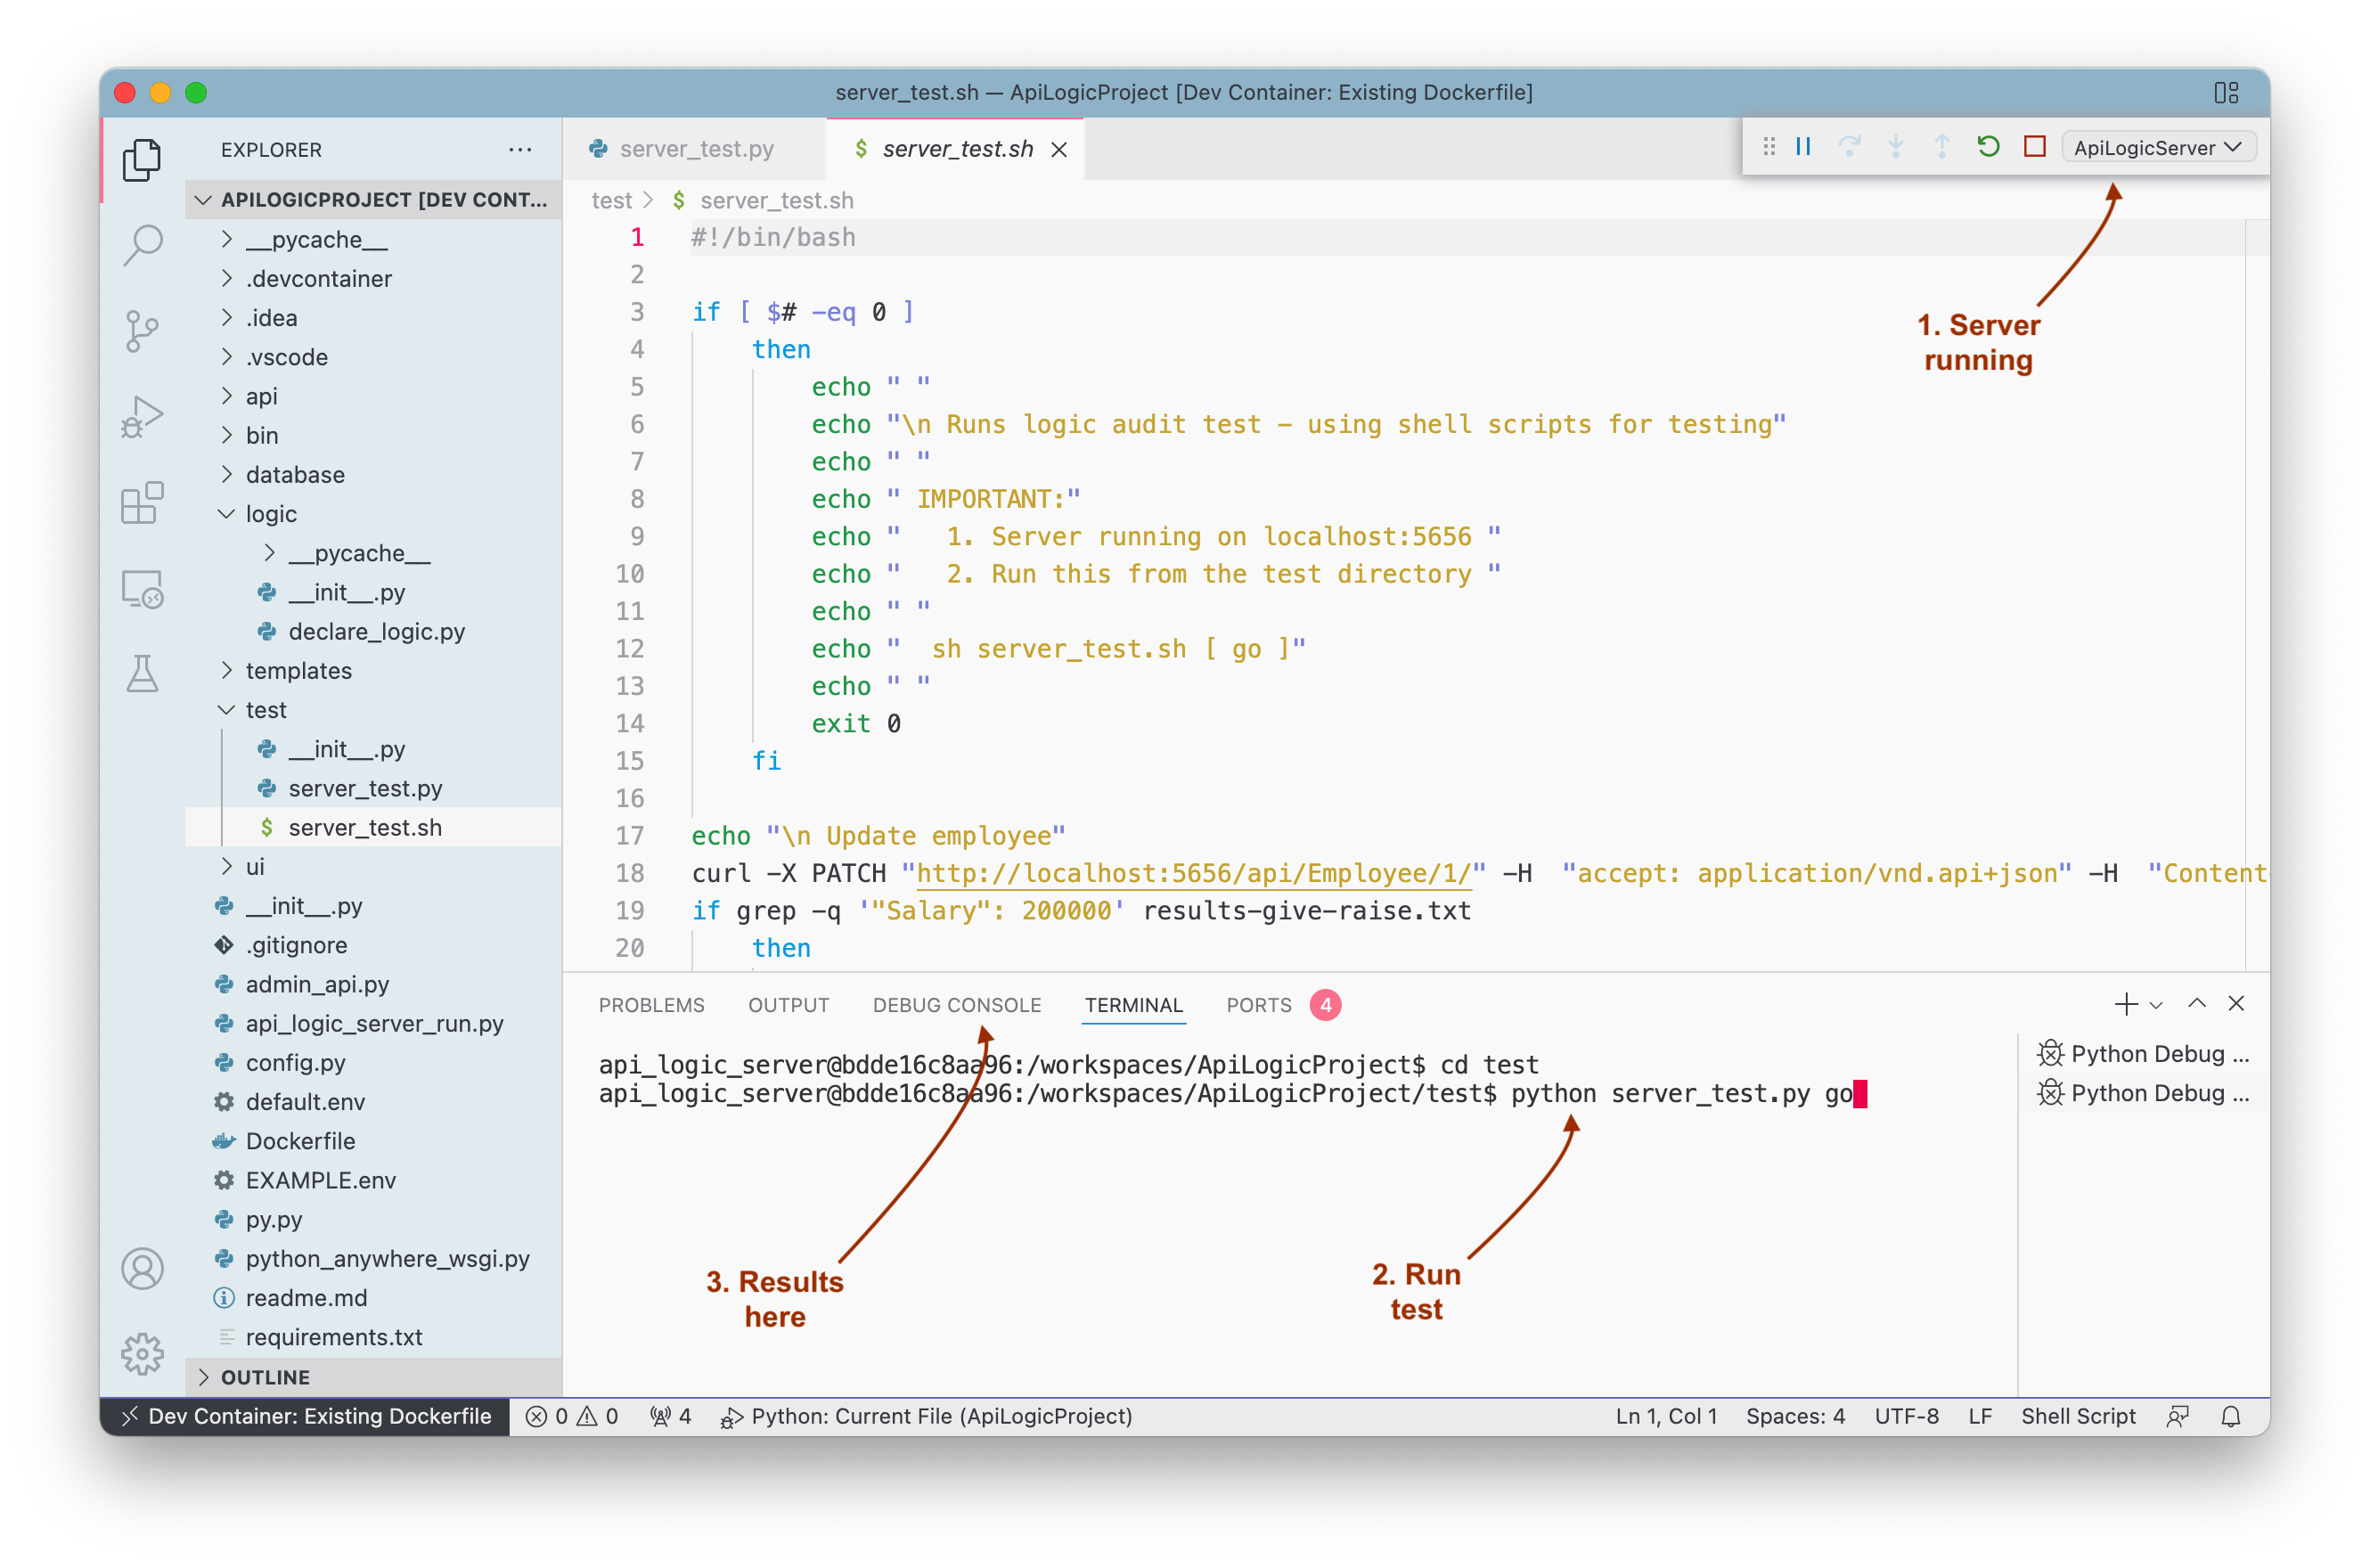 server_test.sh — ApiLogicProject [Dev Container: Existing Dockerfile]
EXPLORER
APILOGICPROJECT [DEV CONT...
__pycache__
.devcontainer
.idea
.vscode
api
bin
database
logic
__pycache__
__init__.py
declare_logic.py
templates
test
__init__.py
server_test.py
server_test.sh
ui
__init__.py
.gitignore
admin_api.py
api_logic_server_run.py
config.py
default.env
Dockerfile
EXAMPLE.env
py.py
python_anywhere_wsgi.py
readme.md
requirements.txt
OUTLINE
server_test.py
server_test.sh
ApiLogicServer
test > $ server_test.sh
1 #!/bin/bash
2
3 if [ $# -eq 0 ]
4 then
5 echo " "
6 echo "\n Runs logic audit test - using shell scripts for testing"
7 echo " "
8 echo " IMPORTANT:"
9 echo "   1. Server running on localhost:5656 "
10 echo "   2. Run this from the test directory "
11 echo " "
12 echo "  sh server_test.sh [ go ]"
13 echo " "
14 exit 0
15 fi
16
17 echo "\n Update employee"
18 curl -X PATCH "http://localhost:5656/api/Employee/1/" -H  "accept: application/vnd.api+json" -H  "Content-
19 if grep -q '"Salary": 200000' results-give-raise.txt
20 then
1. Server
running
PROBLEMS OUTPUT DEBUG CONSOLE TERMINAL PORTS 4
api_logic_server@bdde16c8aa96:/workspaces/ApiLogicProject$ cd test
api_logic_server@bdde16c8aa96:/workspaces/ApiLogicProject/test$ python server_test.py go
Python Debug ...
Python Debug ...
3. Results
here
2. Run
test
Dev Container: Existing Dockerfile 0 0 4 Python: Current File (ApiLogicProject) Ln 1, Col 1 Spaces: 4 UTF-8 LF Shell Script